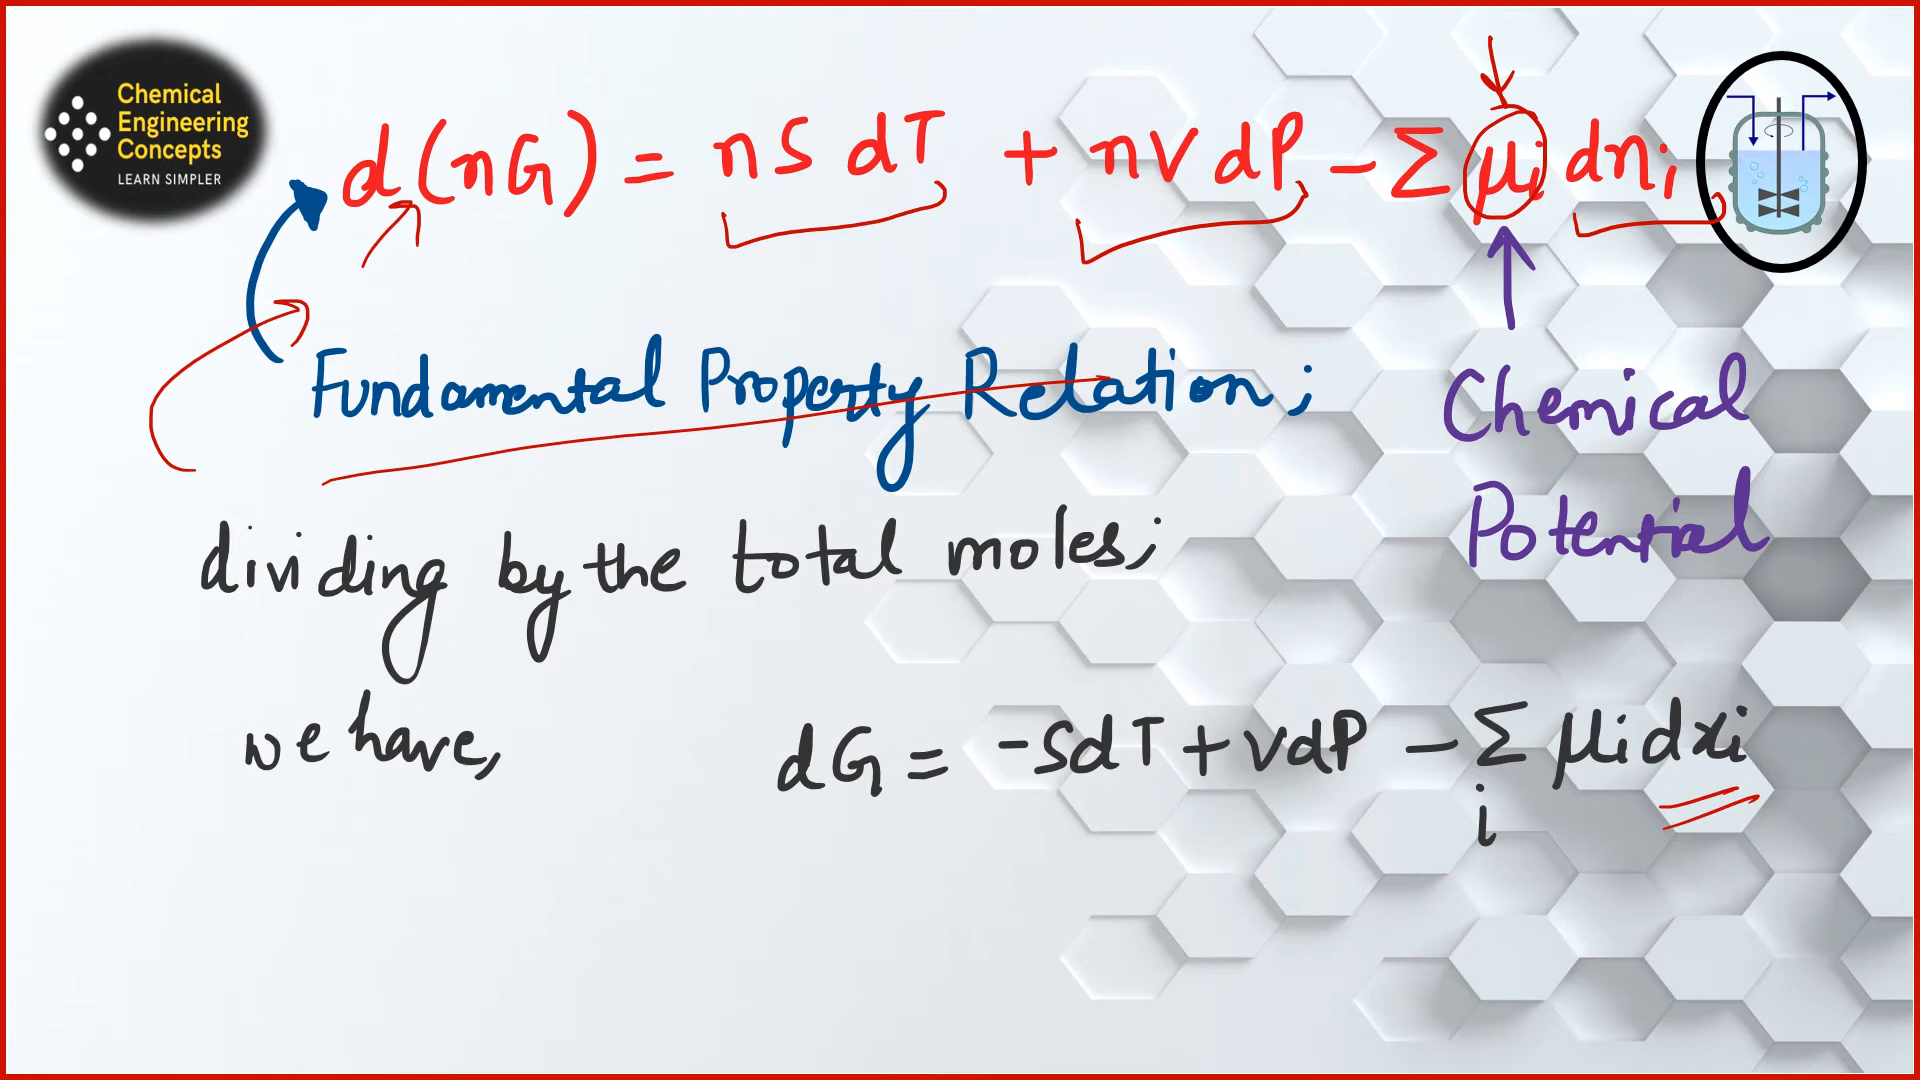 Chemical
Engineering
Concepts
LEARN SIMPLER
d(nG) = nS dT + nV dP - Σ μi dni
Fundamental Property Relation;
Chemical
Potential
dividing by the total moles;
we have, dG = -SdT + VdP - Σ μi dxi
i